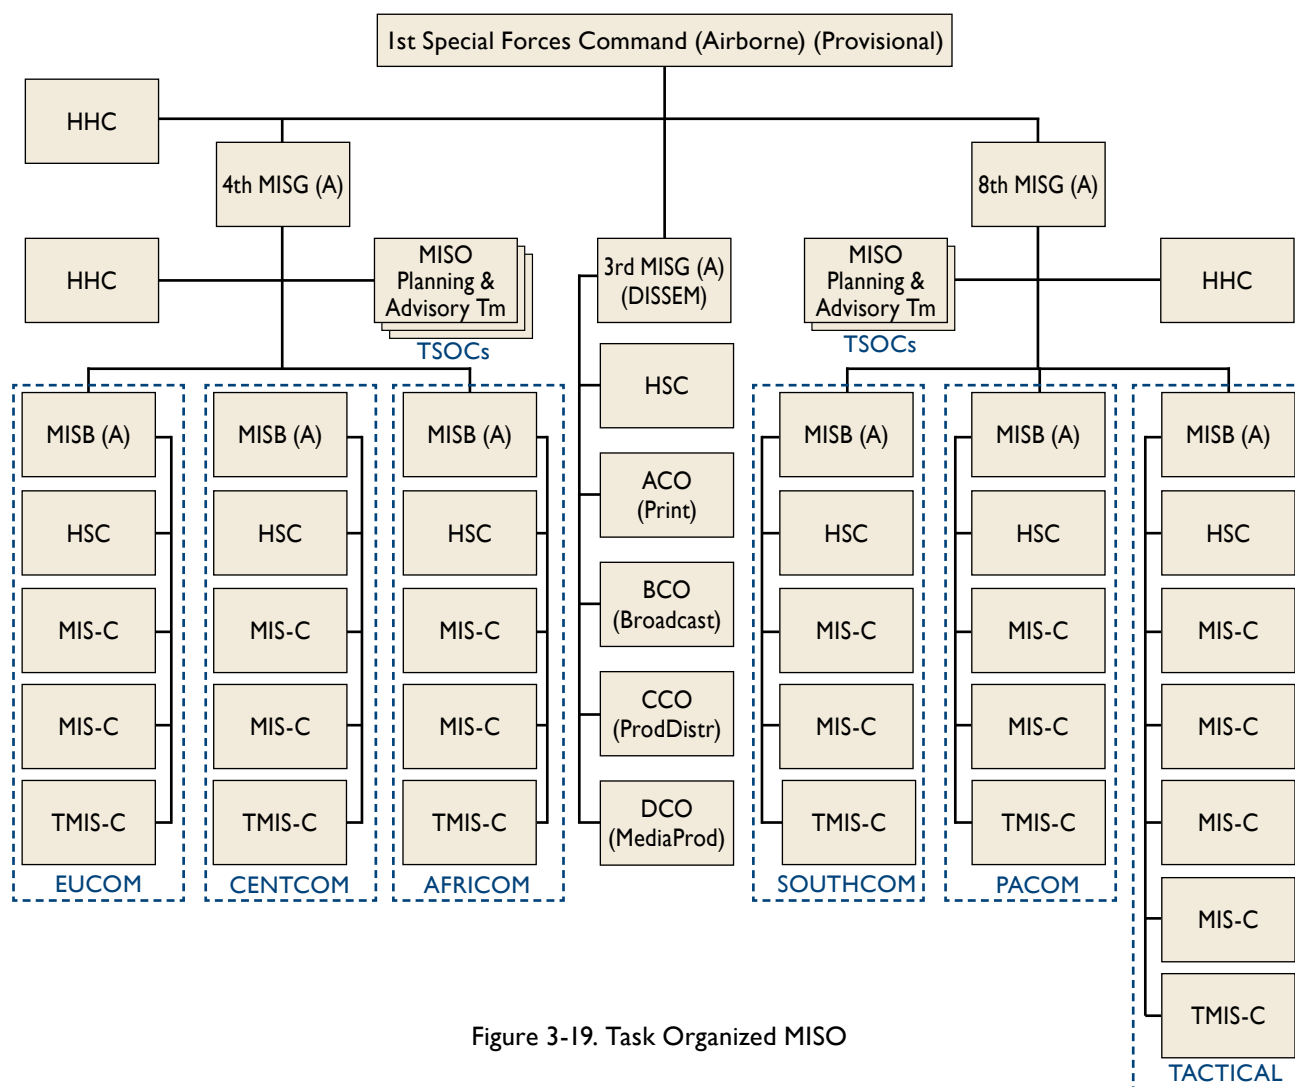 1st Special Forces Command (Airborne) (Provisional)
HHC
4th MISG (A)
8th MISG (A)
HHC
MISO
Planning &
Advisory Tm
TSOCs
3rd MISG (A)
(DISSEM)
MISO
Planning &
Advisory Tm
TSOCs
HHC
MISB (A)
HSC
MIS-C
MIS-C
TMIS-C
EUCOM
MISB (A)
HSC
MIS-C
MIS-C
TMIS-C
CENTCOM
MISB (A)
HSC
MIS-C
MIS-C
TMIS-C
AFRICOM
HSC
ACO
(Print)
BCO
(Broadcast)
CCO
(ProdDistr)
DCO
(MediaProd)
MISB (A)
HSC
MIS-C
MIS-C
TMIS-C
SOUTHCOM
MISB (A)
HSC
MIS-C
MIS-C
TMIS-C
PACOM
MISB (A)
HSC
MIS-C
MIS-C
MIS-C
MIS-C
TMIS-C
TACTICAL
Figure 3-19. Task Organized MISO